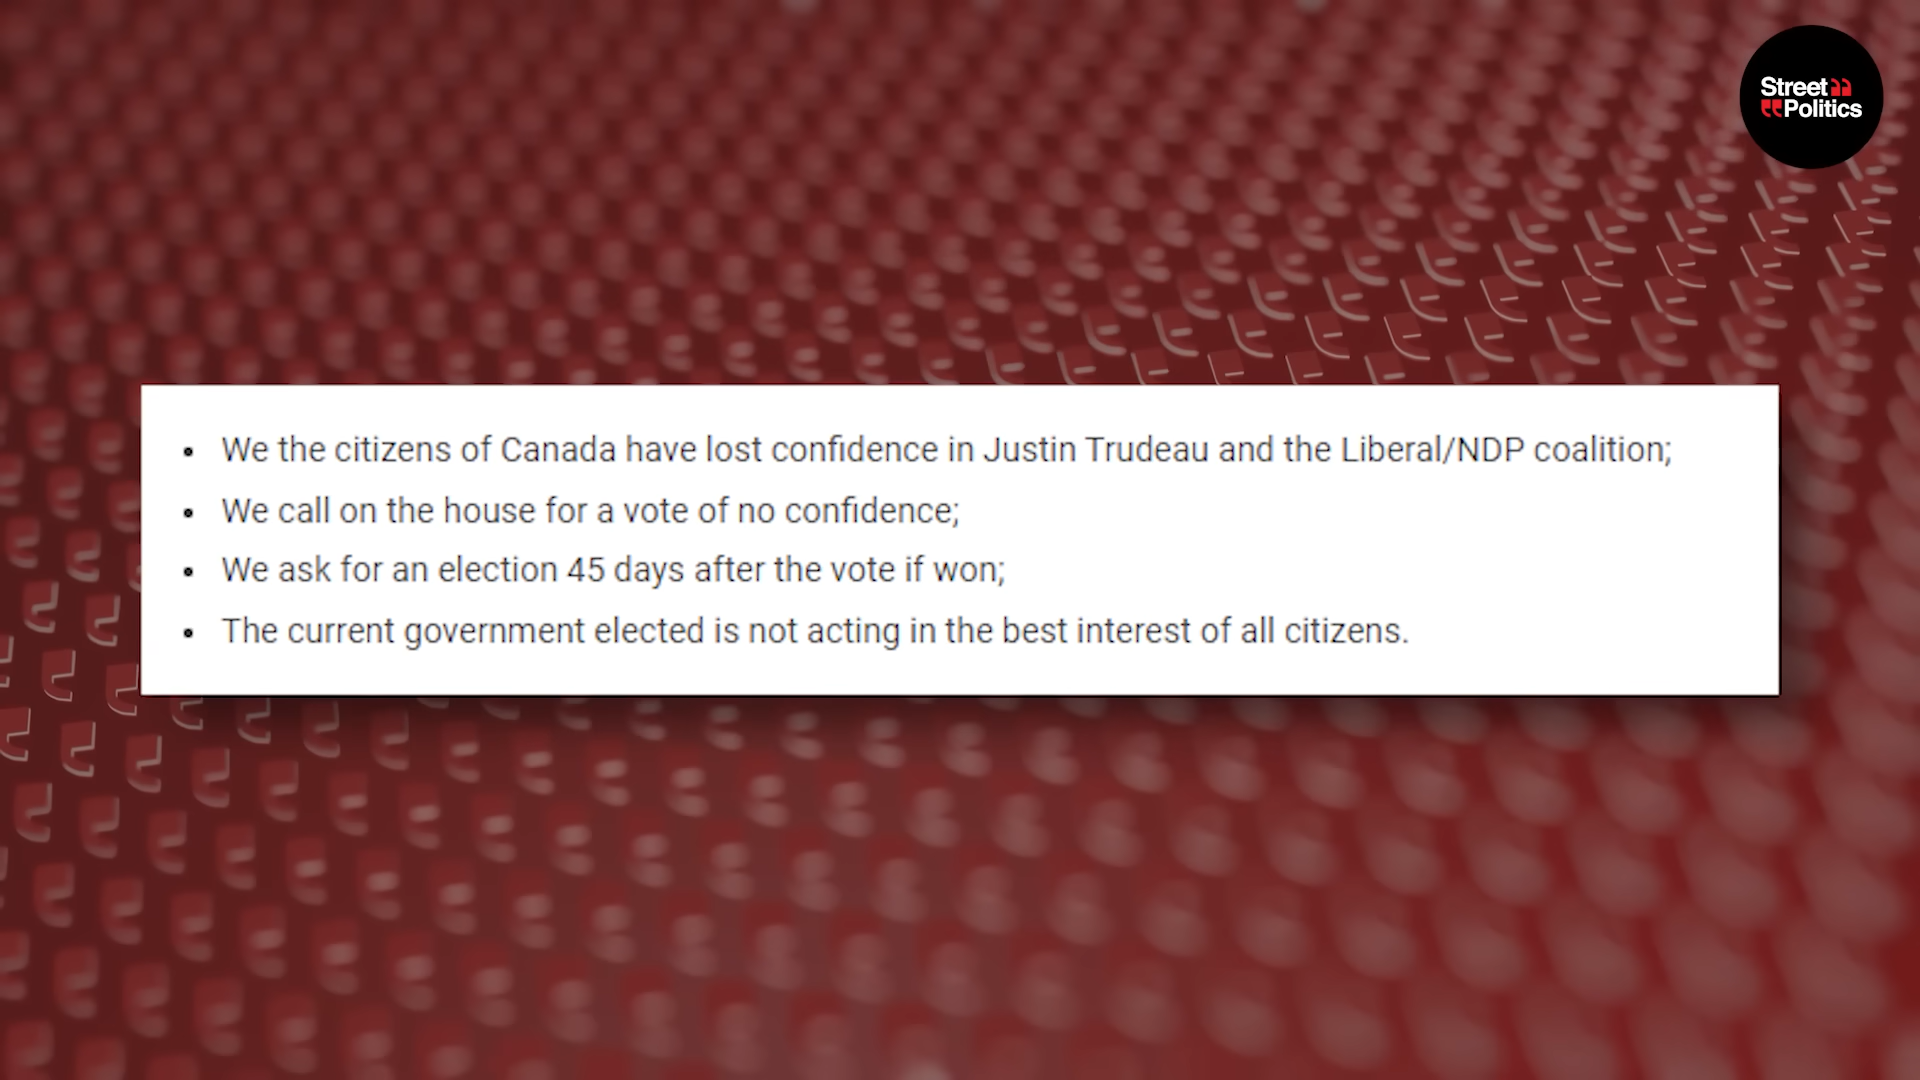 Street
Politics
• We the citizens of Canada have lost confidence in Justin Trudeau and the Liberal/NDP coalition;
• We call on the house for a vote of no confidence;
• We ask for an election 45 days after the vote if won;
• The current government elected is not acting in the best interest of all citizens.